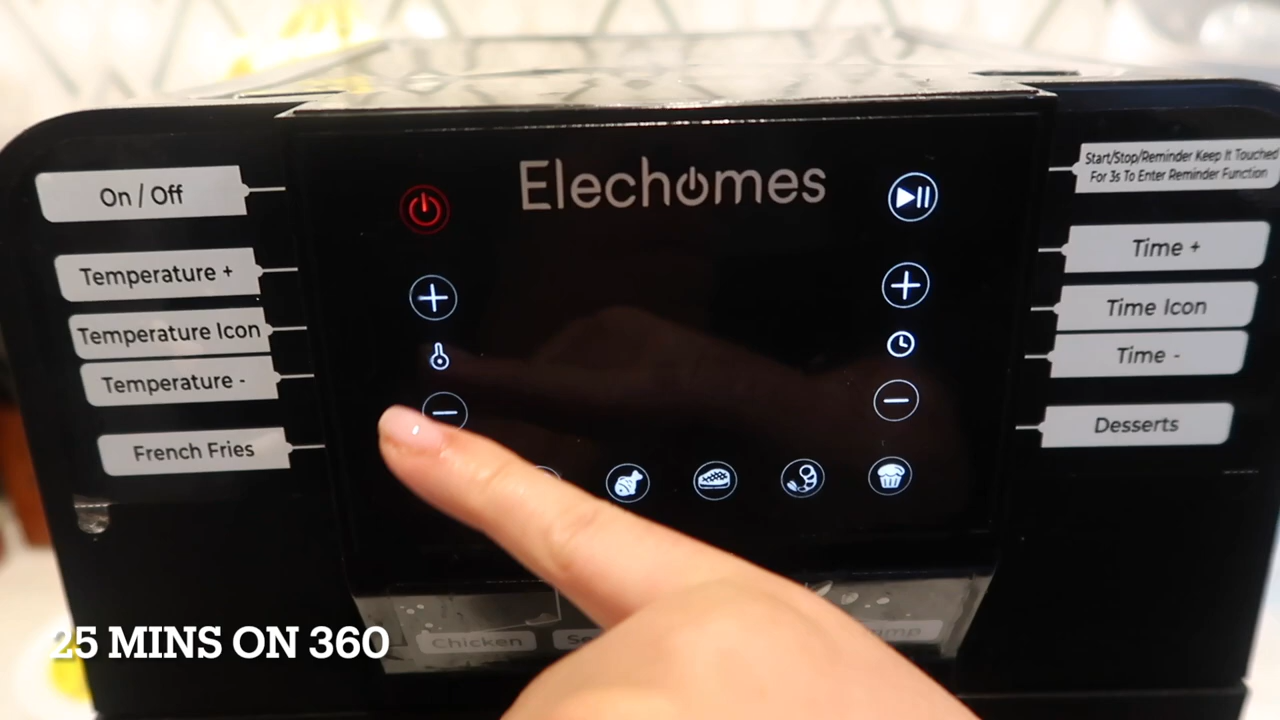 Elechomes
On / Off
Temperature +
Temperature Icon
Temperature -
French Fries
Start/Stop/Reminder Keep It Touched
For 3s To Enter Reminder Function
Time +
Time Icon
Time -
Desserts
Chicken
25 MINS ON 360